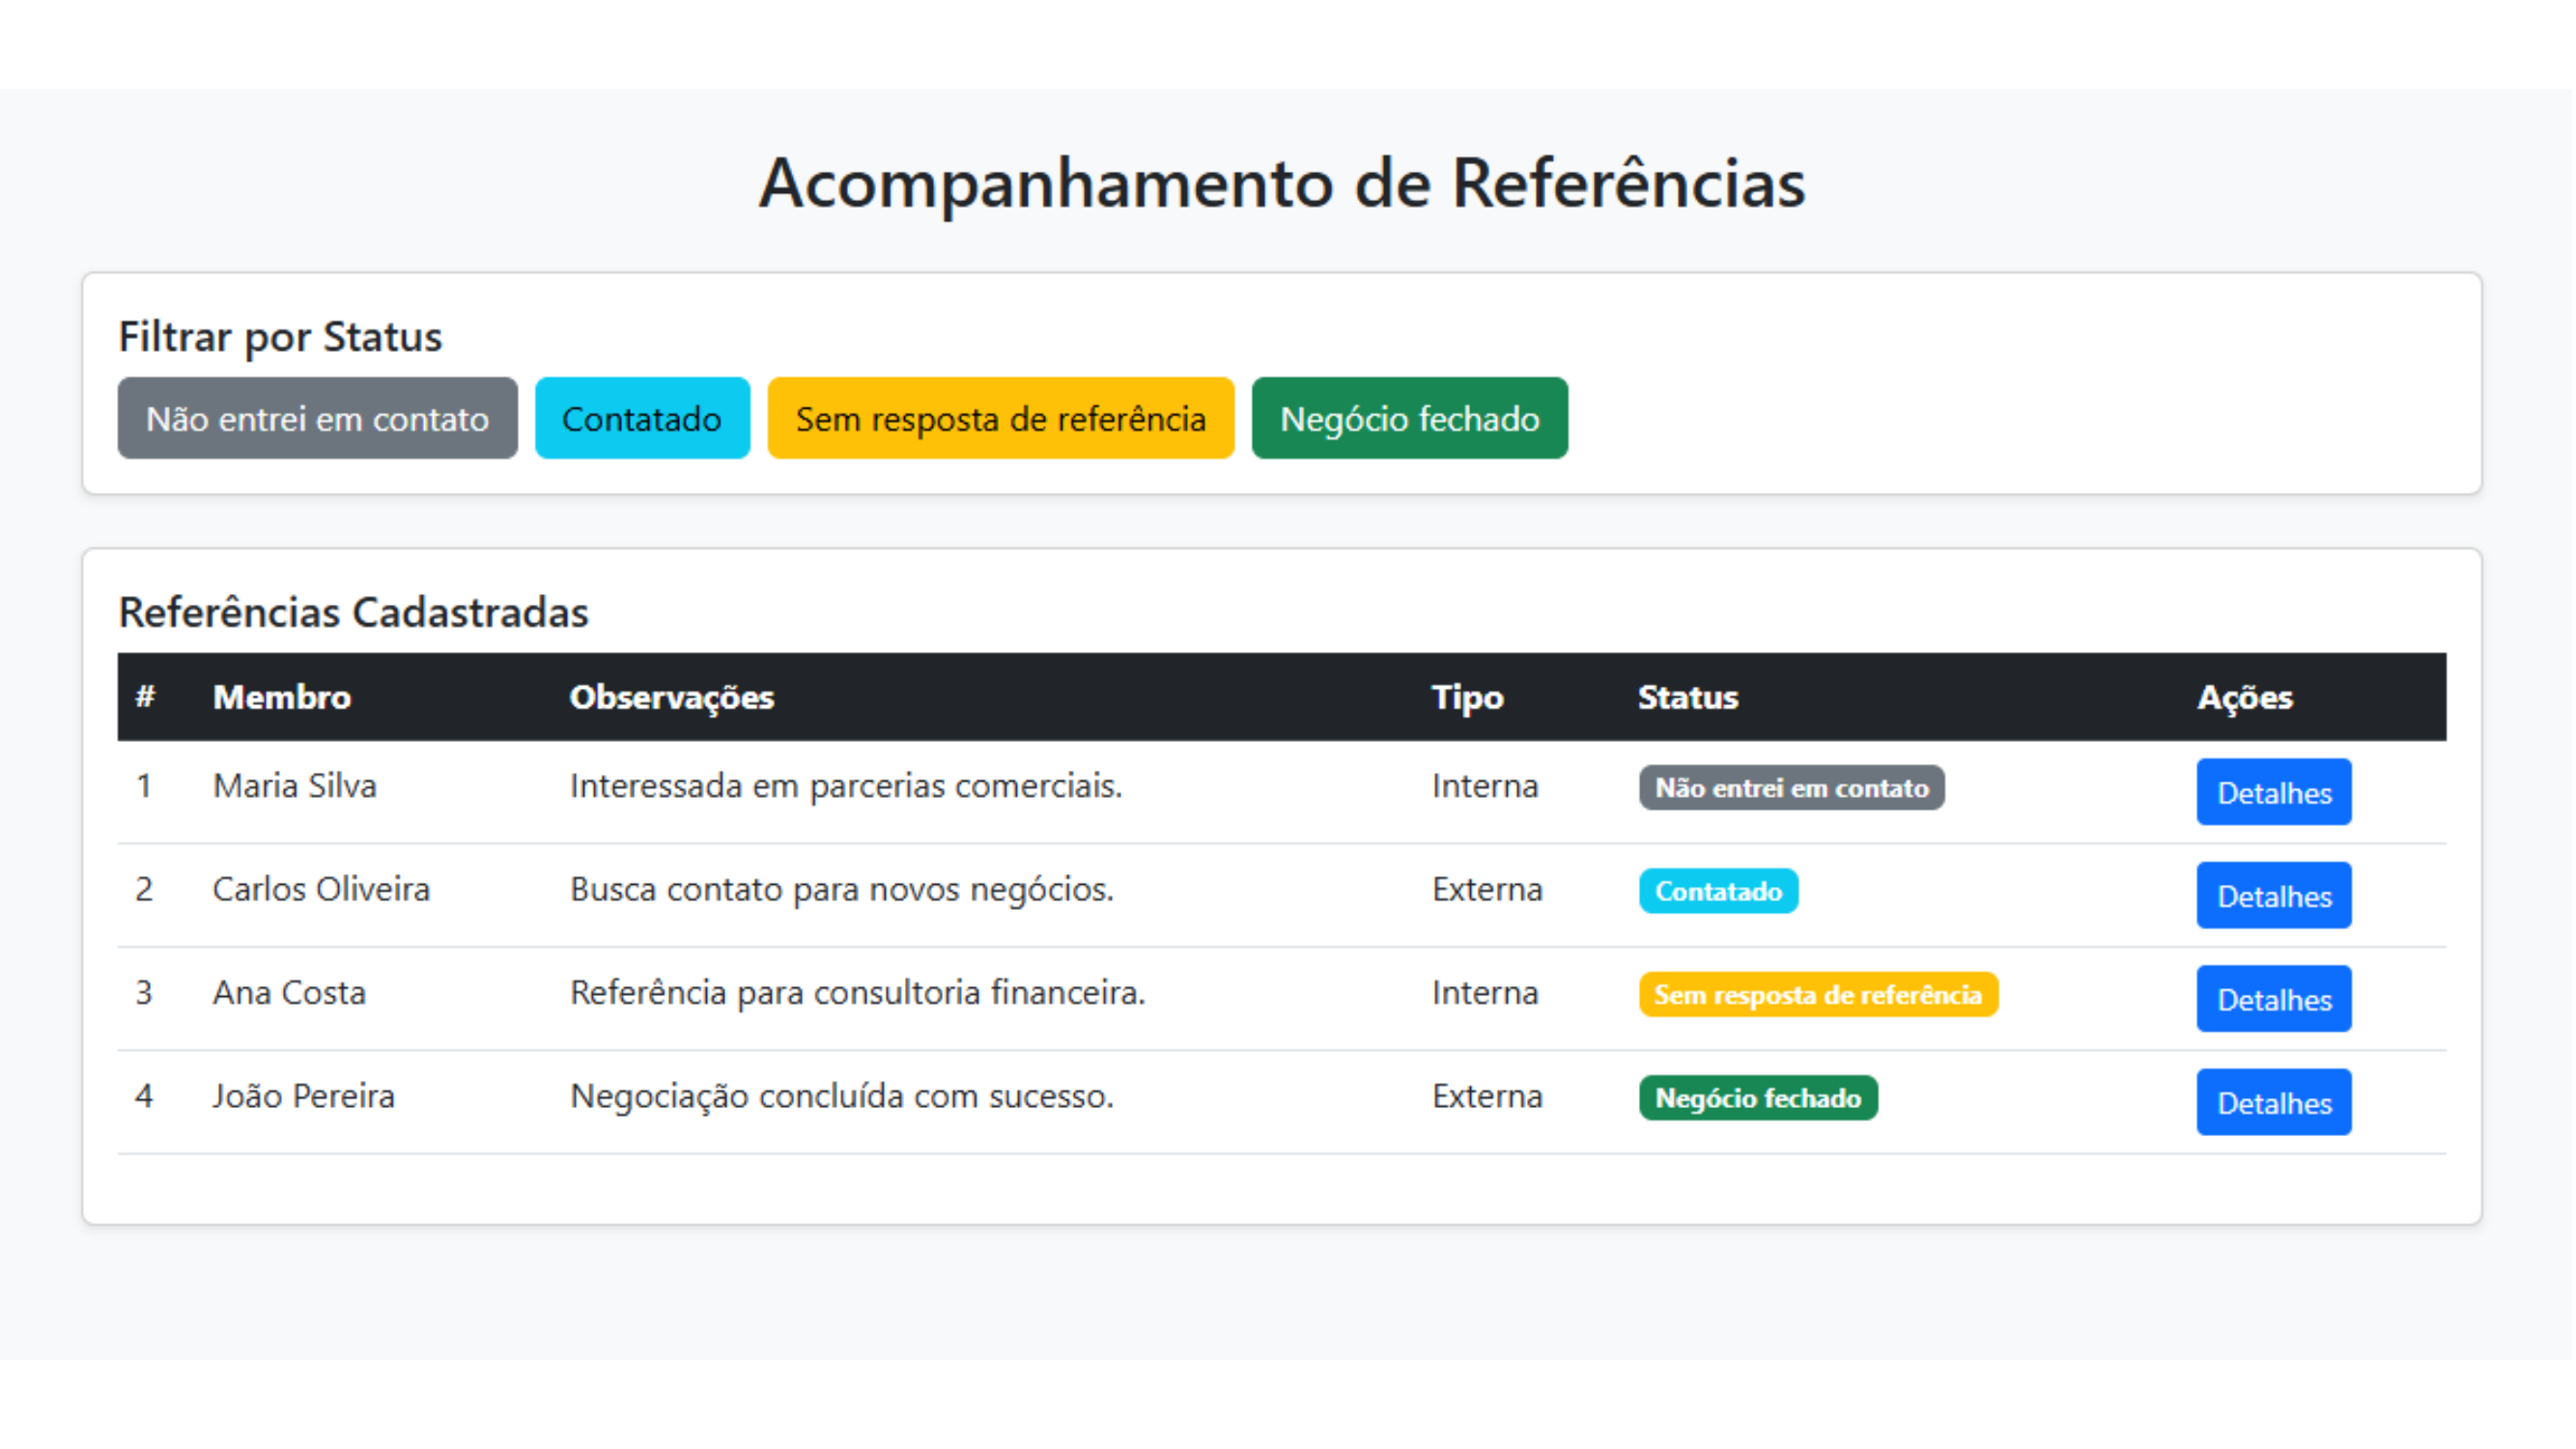 Acompanhamento de Referências
Filtrar por Status
Não entrei em contato Contatado Sem resposta de referência Negócio fechado
Referências Cadastradas
# Membro Observações Tipo Status Ações
1 Maria Silva Interessada em parcerias comerciais. Interna Não entrei em contato Detalhes
2 Carlos Oliveira Busca contato para novos negócios. Externa Contatado Detalhes
3 Ana Costa Referência para consultoria financeira. Interna Sem resposta de referência Detalhes
4 João Pereira Negociação concluída com sucesso. Externa Negócio fechado Detalhes